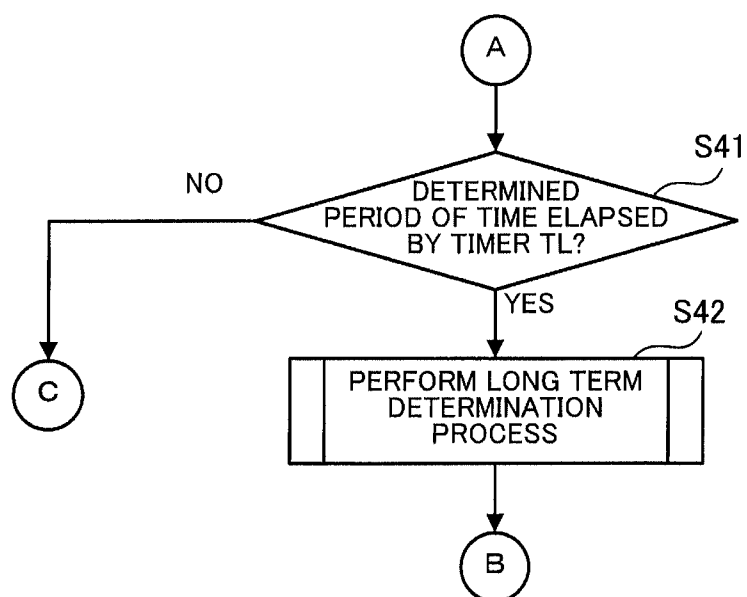 A
S41
DETERMINED
PERIOD OF TIME ELAPSED
BY TIMER TL?
NO
YES
S42
C
PERFORM LONG TERM
DETERMINATION
PROCESS
B